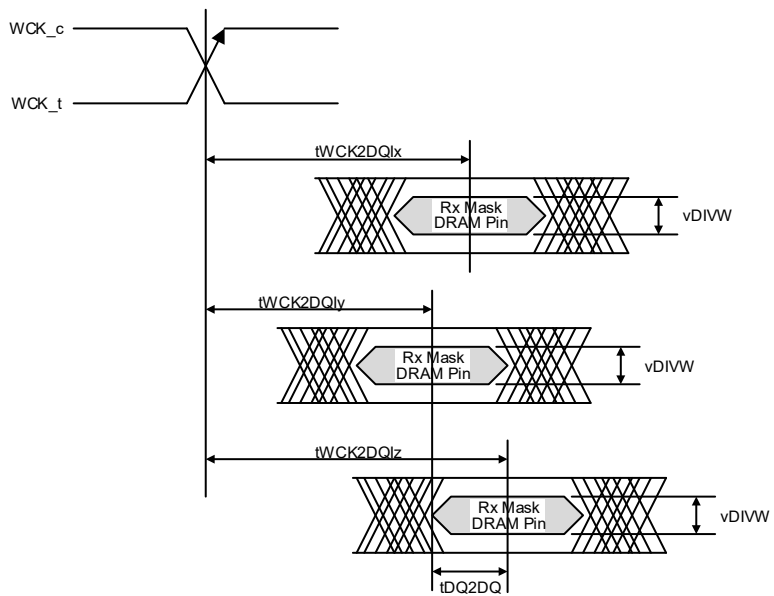 WCK_c
WCK_t
tWCK2DQIx
Rx Mask
DRAM Pin
vDIVW
tWCK2DQIy
Rx Mask
DRAM Pin
vDIVW
tWCK2DQIz
Rx Mask
DRAM Pin
vDIVW
tDQ2DQ